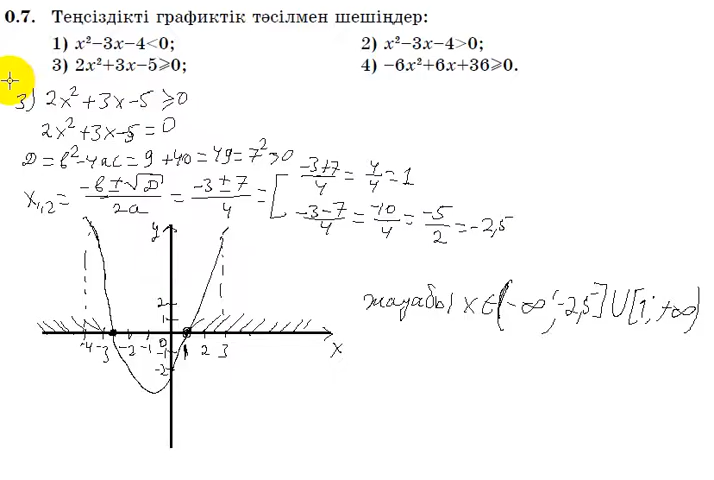 0.7. Теңсіздікті графиктік тәсілмен шешіңдер:
1) x²−3x−4<0; 2) x²−3x−4>0;
3) 2x²+3x−5⩾0; 4) −6x²+6x+36⩾0.
3) 2x²+3x-5 ⩾0
2x²+3x-5=0
D=b²-4ac=9+40=49=7²>0
x₁,₂= (-b±√D)/2a = (-3±7)/4 = [ (-3+7)/4 = 4/4 = 1
(-3-7)/4 = -10/4 = -5/2 = -2,5
y
2
1
-4 -3 -2 -1 0 1 2 3 x
-1
-2
жауабы x∈(-∞;-2,5]∪[1;+∞)